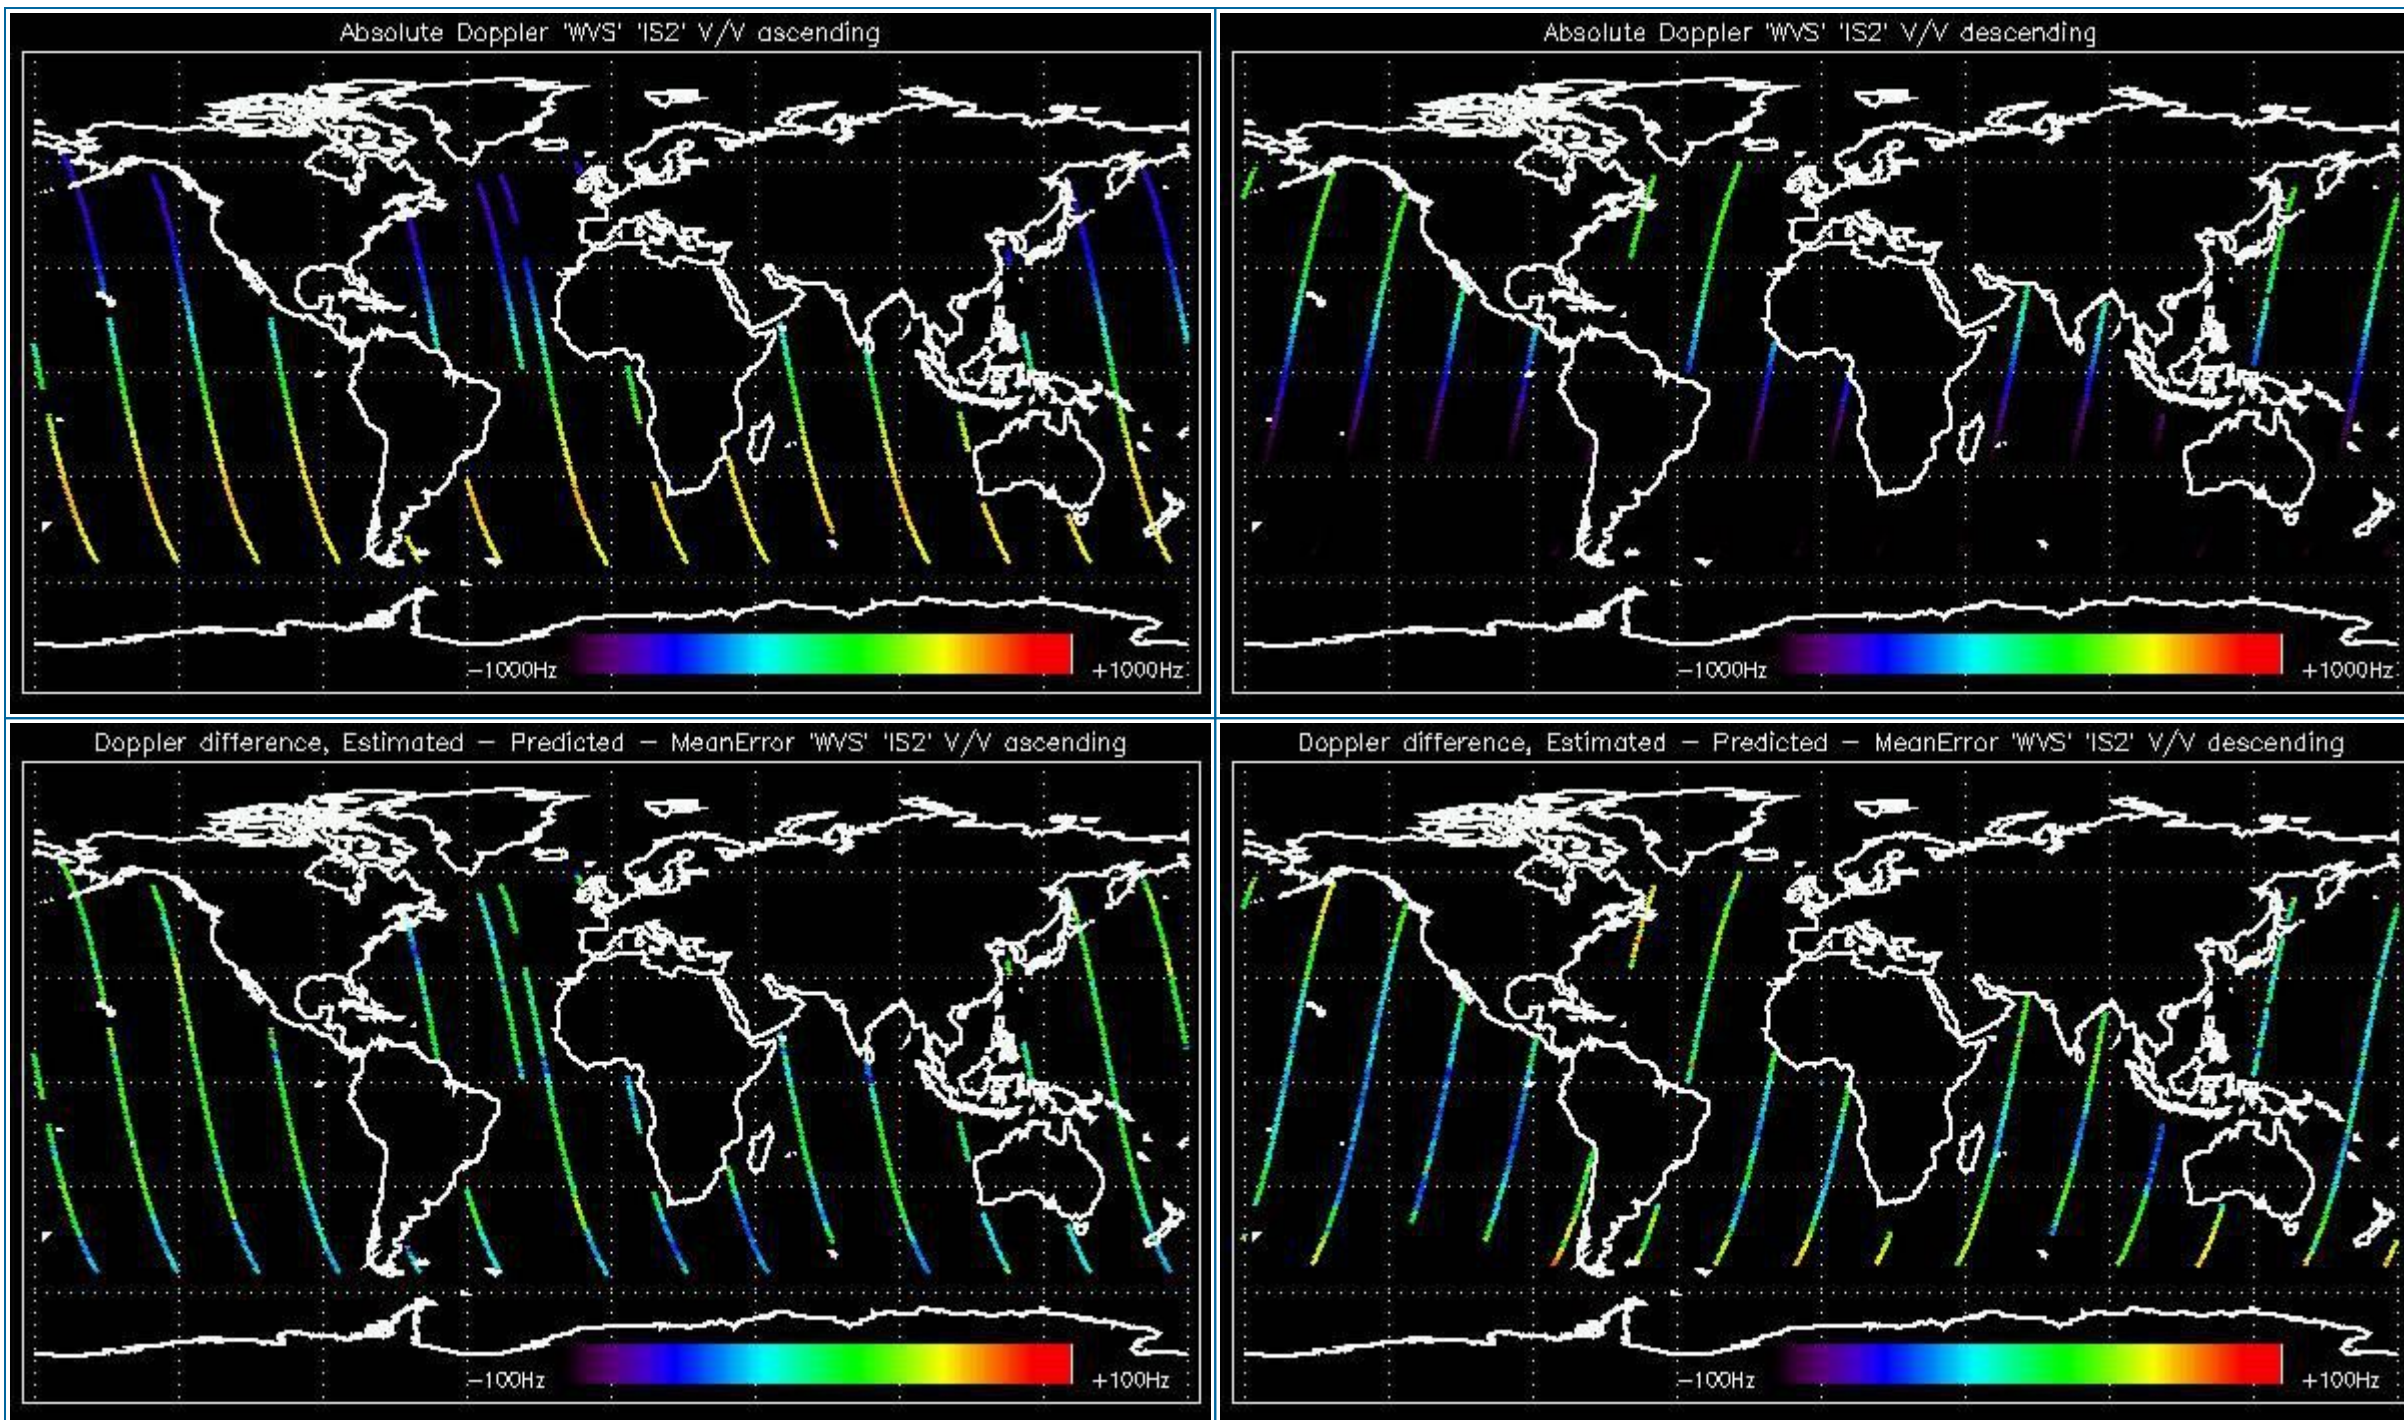 Absolute Doppler 'WVS' 'IS2' V/V ascending
-1000Hz
+1000Hz
Absolute Doppler 'WVS' 'IS2' V/V descending
-1000Hz
+1000Hz
Doppler difference, Estimated - Predicted - MeanError 'WVS' 'IS2' V/V ascending
-100Hz
+100Hz
Doppler difference, Estimated - Predicted - MeanError 'WVS' 'IS2' V/V descending
-100Hz
+100Hz